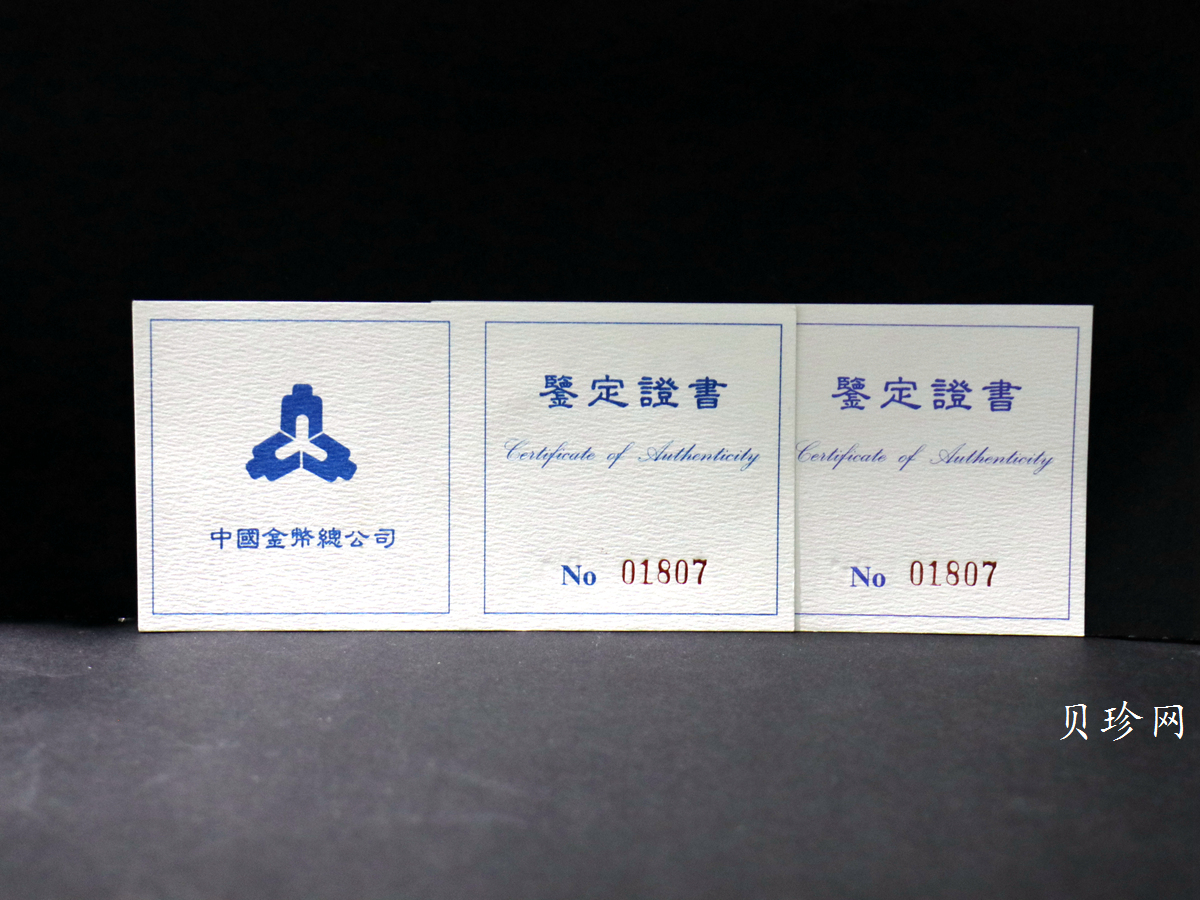 中國金幣總公司
鑒定證書
Certificate of Authenticity
No 01807
鑒定證書
Certificate of Authenticity
No 01807
贝珍网